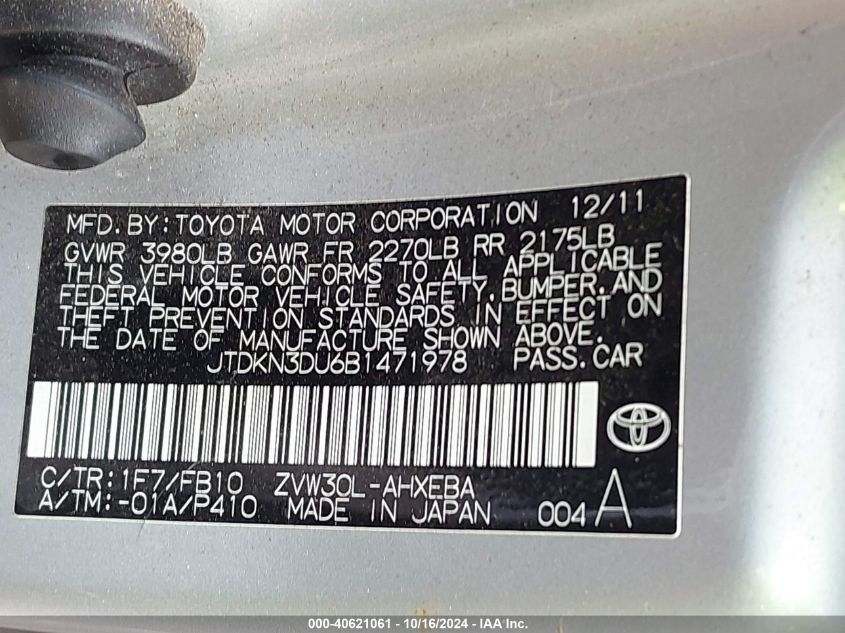 MFD.BY:TOYOTA MOTOR CORPORATION 12/11
GVWR 3980LB GAWR FR 2270LB RR 2175LB
THIS VEHICLE CONFORMS TO ALL APPLICABLE
FEDERAL MOTOR VEHICLE SAFETY,BUMPER,AND
THEFT PREVENTION STANDARDS IN EFFECT ON
THE DATE OF MANUFACTURE SHOWN ABOVE.
JTDKN3DU6B1471978 PASS.CAR
C/TR:1F7/FB10 ZVW30L-AHXEBA
A/TM:-01A/P410 MADE IN JAPAN 004A
000-40621061 - 10/16/2024 - IAA Inc.